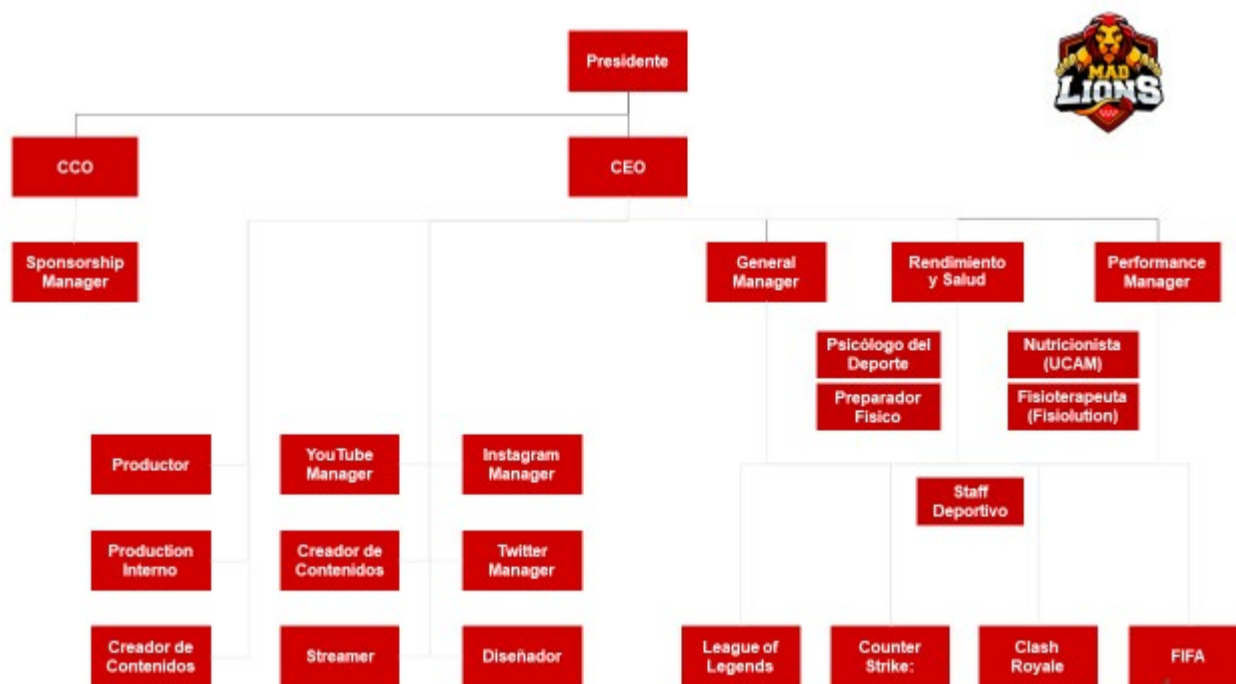 Presidente
MAD
LIONS
CCO
CEO
Sponsorship
Manager
General
Manager
Rendimiento
y Salud
Performance
Manager
Psicólogo del
Deporte
Nutricionista
(UCAM)
Preparador
Físico
Fisioterapeuta
(Fisiolution)
Productor
YouTube
Manager
Instagram
Manager
Staff
Deportivo
Production
Interno
Creador de
Contenidos
Twitter
Manager
Creador de
Contenidos
Streamer
Diseñador
League of
Legends
Counter
Strike:
Clash
Royale
FIFA